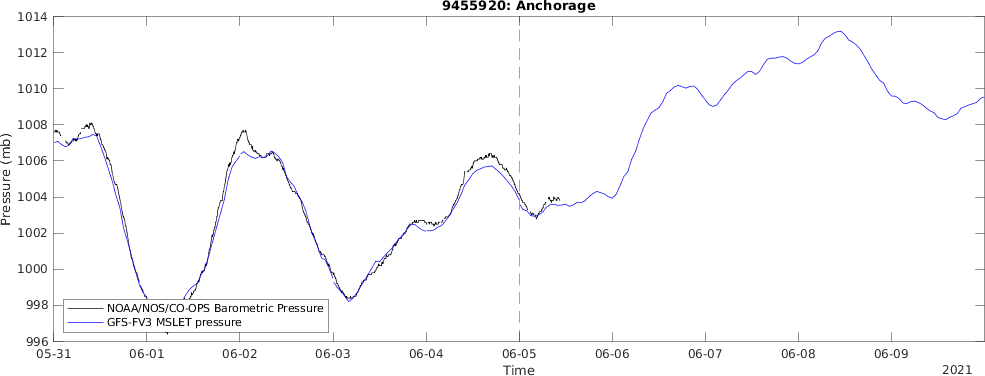 9455920: Anchorage
1014
1012
1010
1008
1006
1004
1002
1000
998
996
Pressure (mb)
NOAA/NOS/CO-OPS Barometric Pressure
GFS-FV3 MSLET pressure
05-31 06-01 06-02 06-03 06-04 06-05 06-06 06-07 06-08 06-09
Time
2021